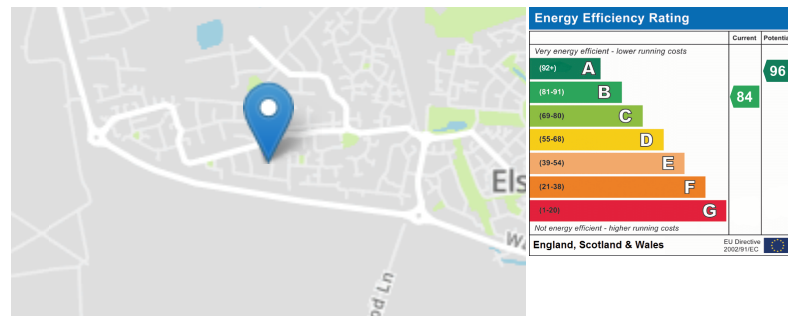 Els
Energy Efficiency Rating
Current
Very energy efficient - lower running costs
(92+) A
96
(81-91) B
84
(69-80) C
(55-68) D
(39-54) E
(21-38) F
(1-20) G
Not energy efficient - higher running costs
England, Scotland & Wales
EU Directive
2002/91/EC